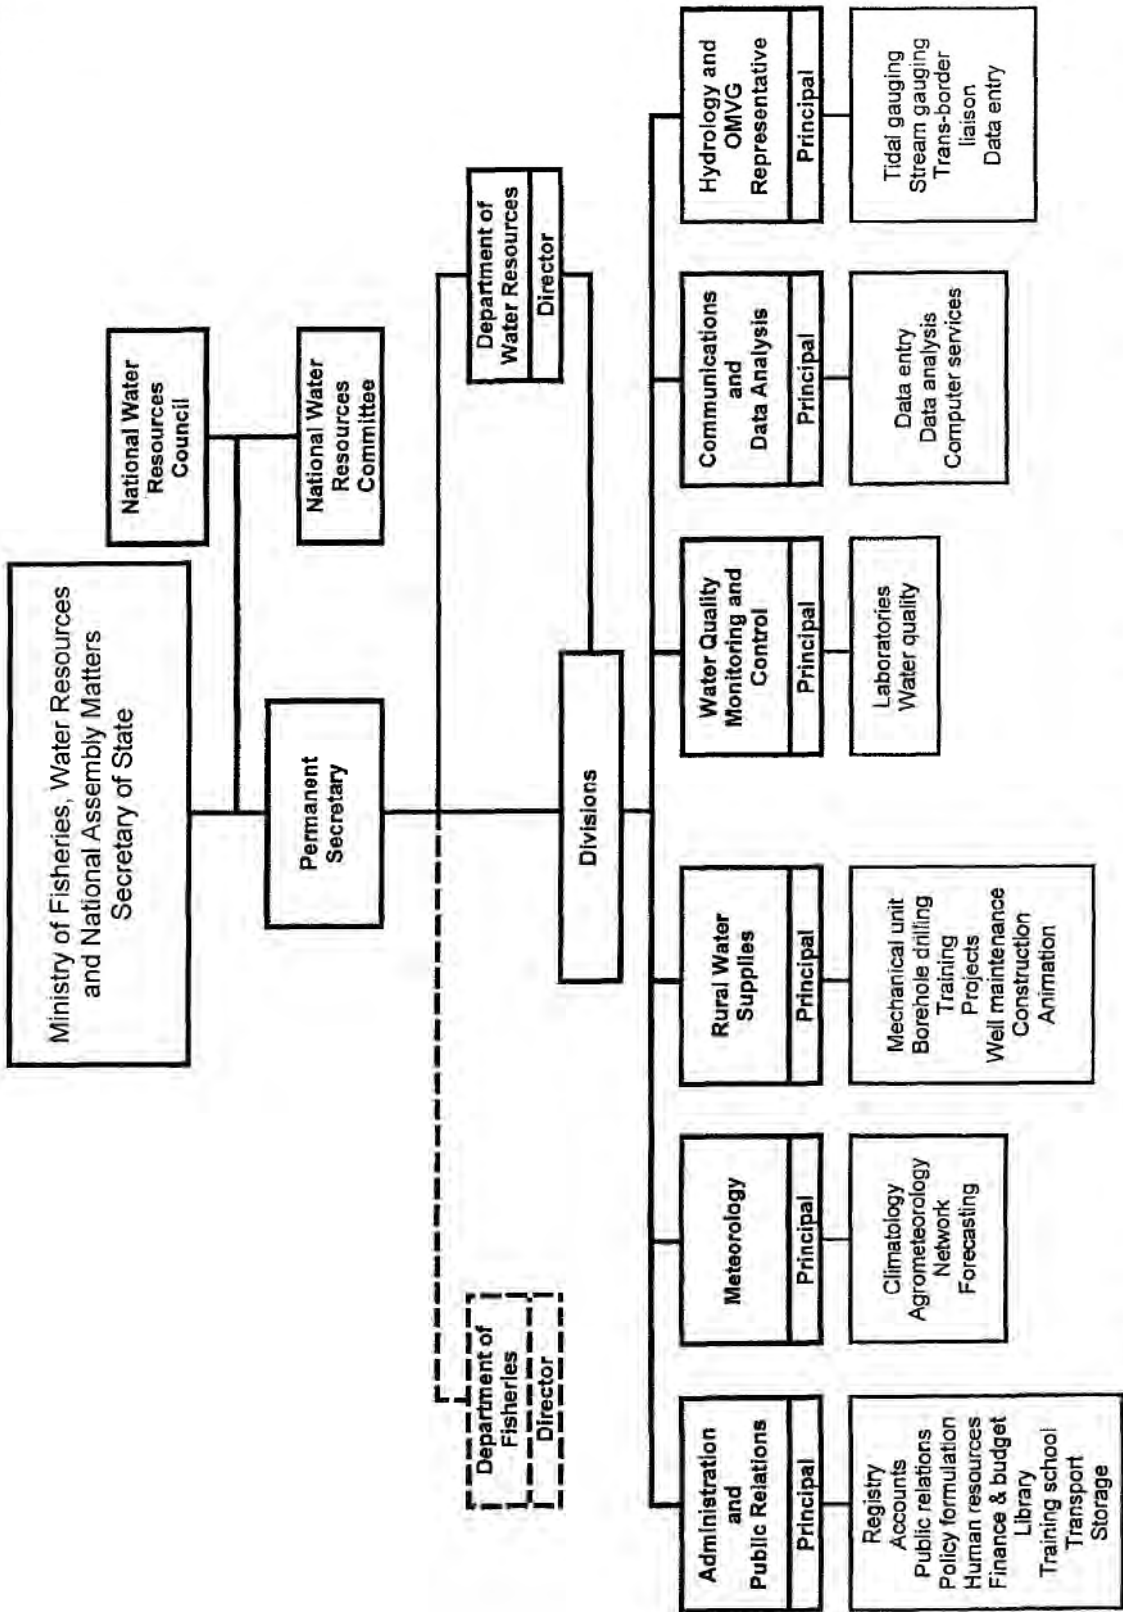 Ministry of Fisheries, Water Resources
and National Assembly Matters
Secretary of State
National Water
Resources
Council
National Water
Resources
Committee
Permanent
Secretary
Department of
Fisheries
Director
Department of
Water Resources
Director
Divisions
Administration
and
Public Relations
Principal
Registry
Accounts
Public relations
Policy formulation
Human resources
Finance & budget
Library
Training school
Transport
Storage
Meteorology
Principal
Climatology
Agrometeorology
Network
Forecasting
Rural Water
Supplies
Principal
Mechanical unit
Borehole drilling
Training
Projects
Well maintenance
Construction
Animation
Water Quality
Monitoring and
Control
Principal
Laboratories
Water quality
Communications
and
Data Analysis
Principal
Data entry
Data analysis
Computer services
Hydrology and
OMVG
Representative
Principal
Tidal gauging
Stream gauging
Trans-border
liaison
Data entry